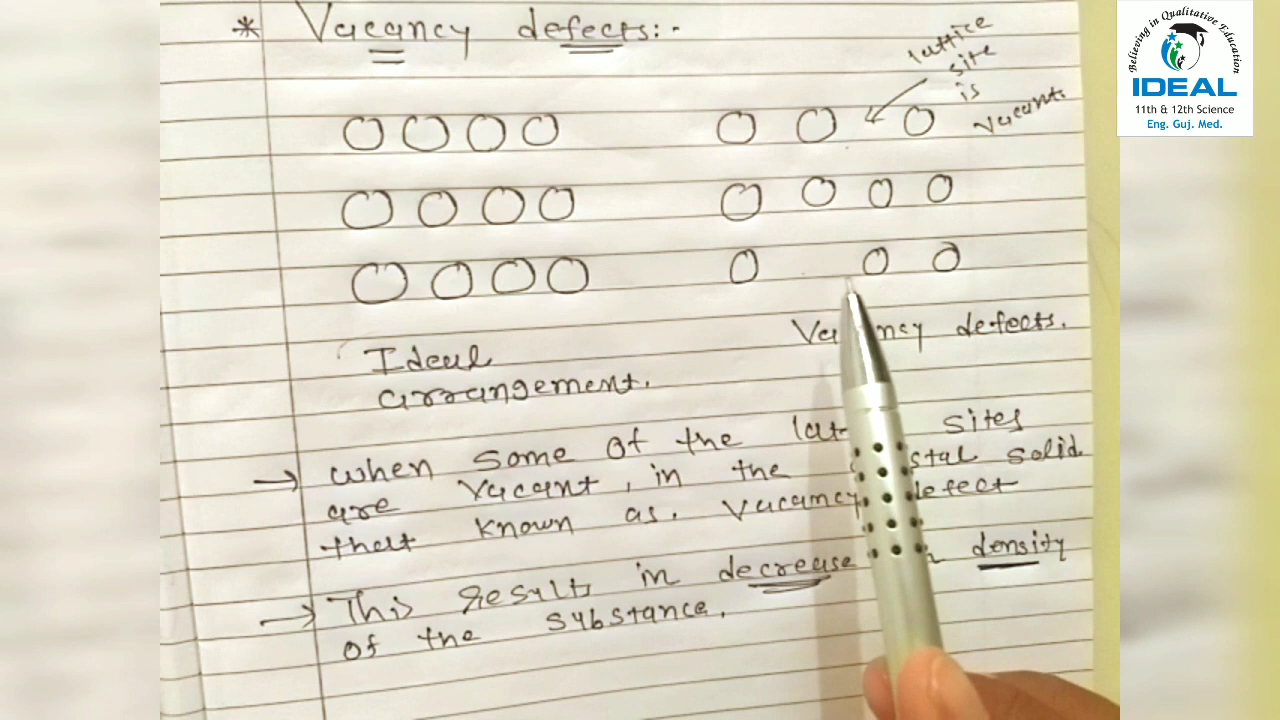 * Vacancy defects:-
lattice
site
is
vacant.
Ideal
arrangement.
defects.
→ When some of the sites
are vacant, in the solid
that known as. vacancy defect
→ This results in decrease density
of the substance.
Believing in Qualitative Education
IDEAL
11th & 12th Science
Eng. Guj. Med.